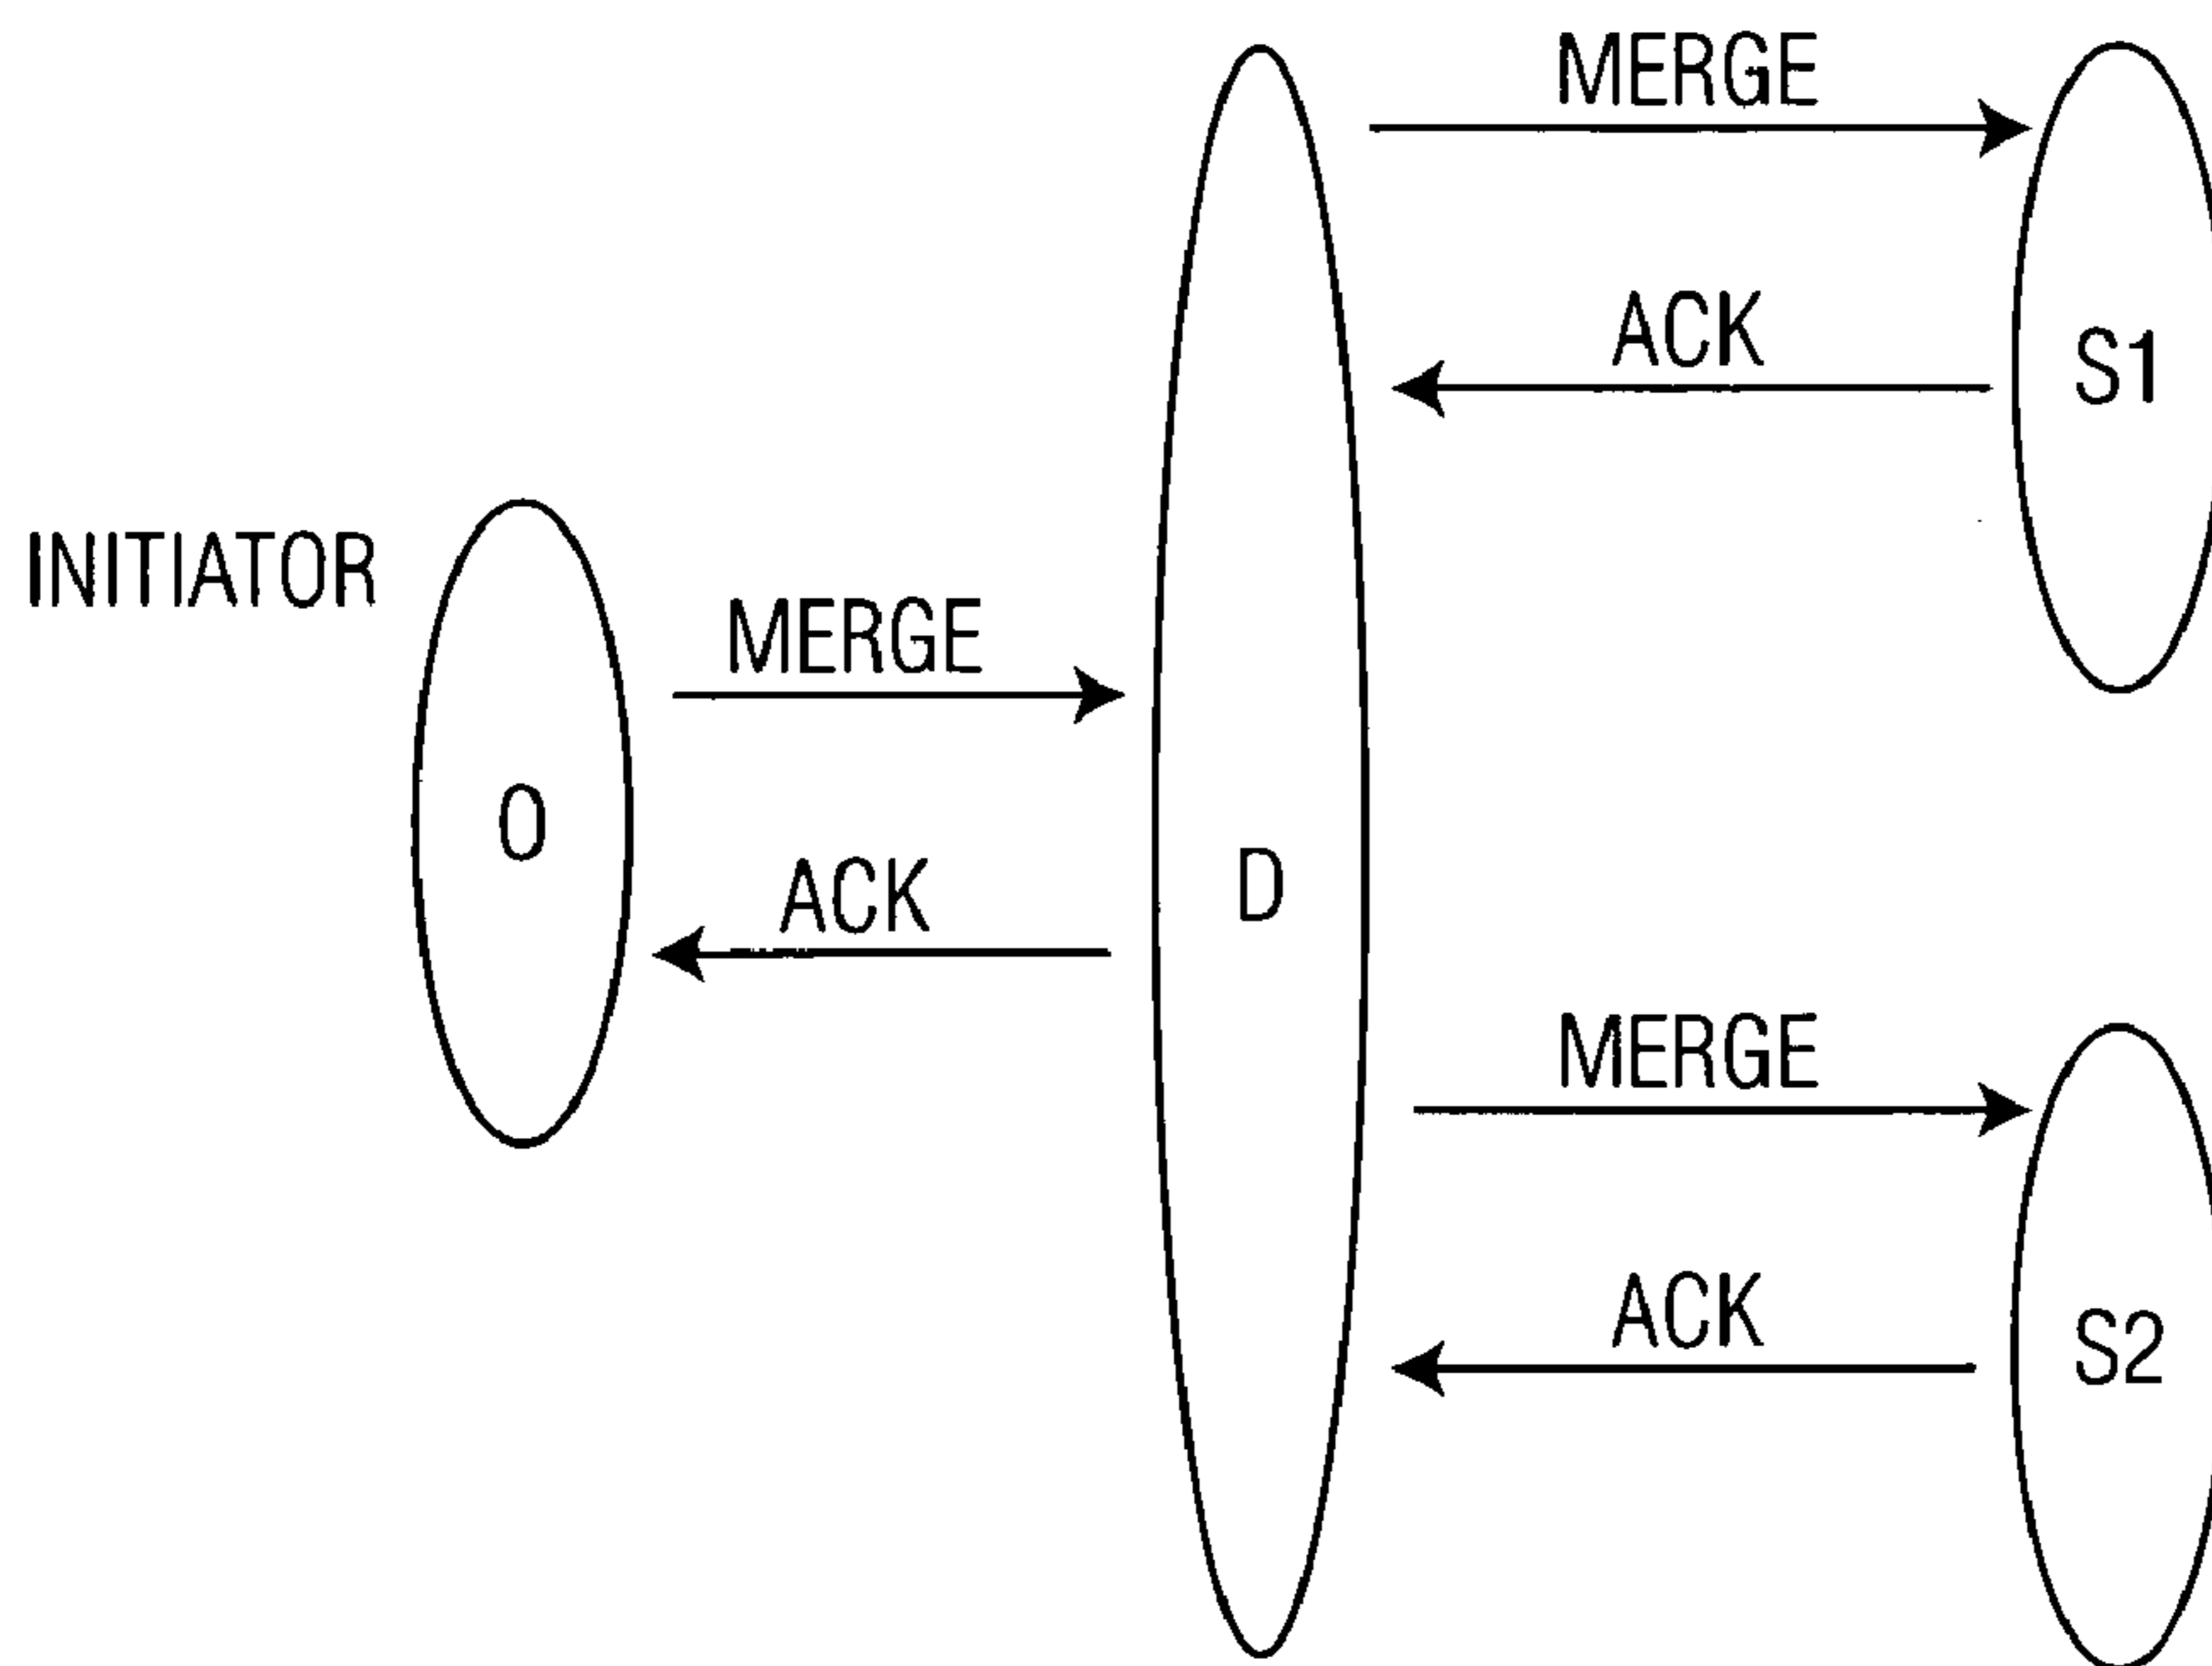 MERGE
ACK
S1
INITIATOR
MERGE
O
ACK
D
MERGE
ACK
S2